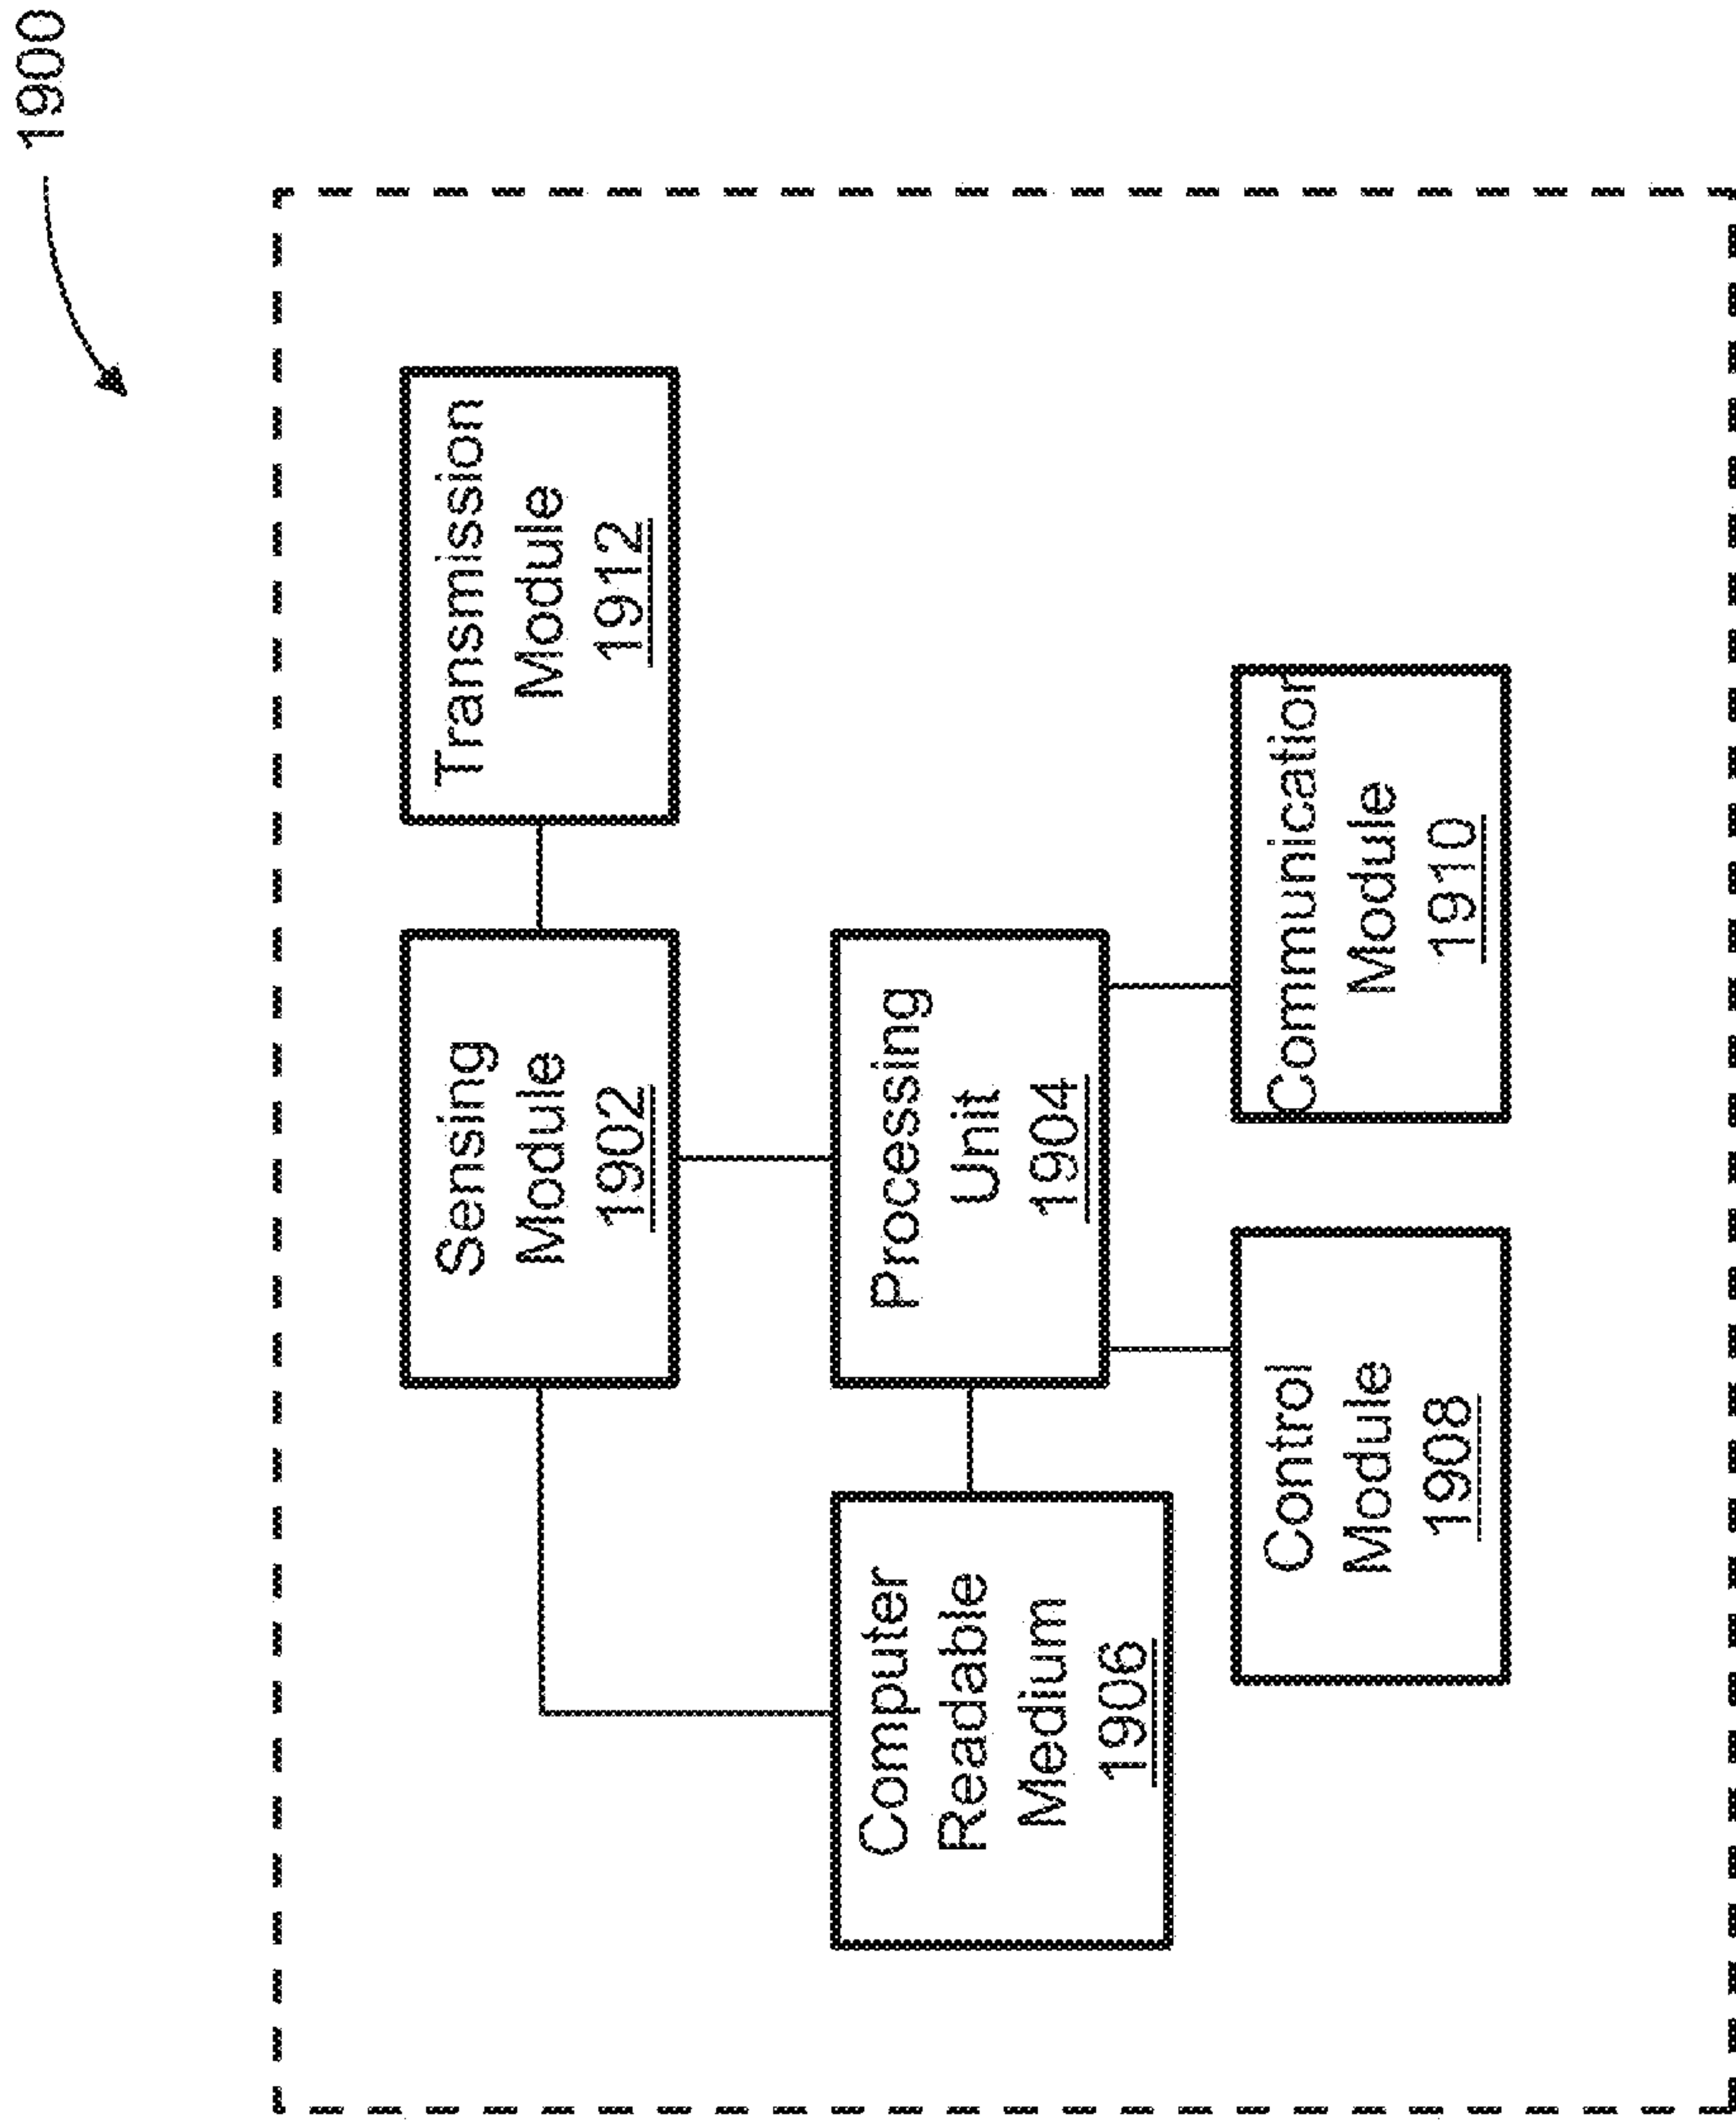 1900
Sensing
Module
1902
Transmission
Module
1912
Computer
Readable
Medium
1906
Processing
Unit
1904
Control
Module
1908
Communication
Module
1910